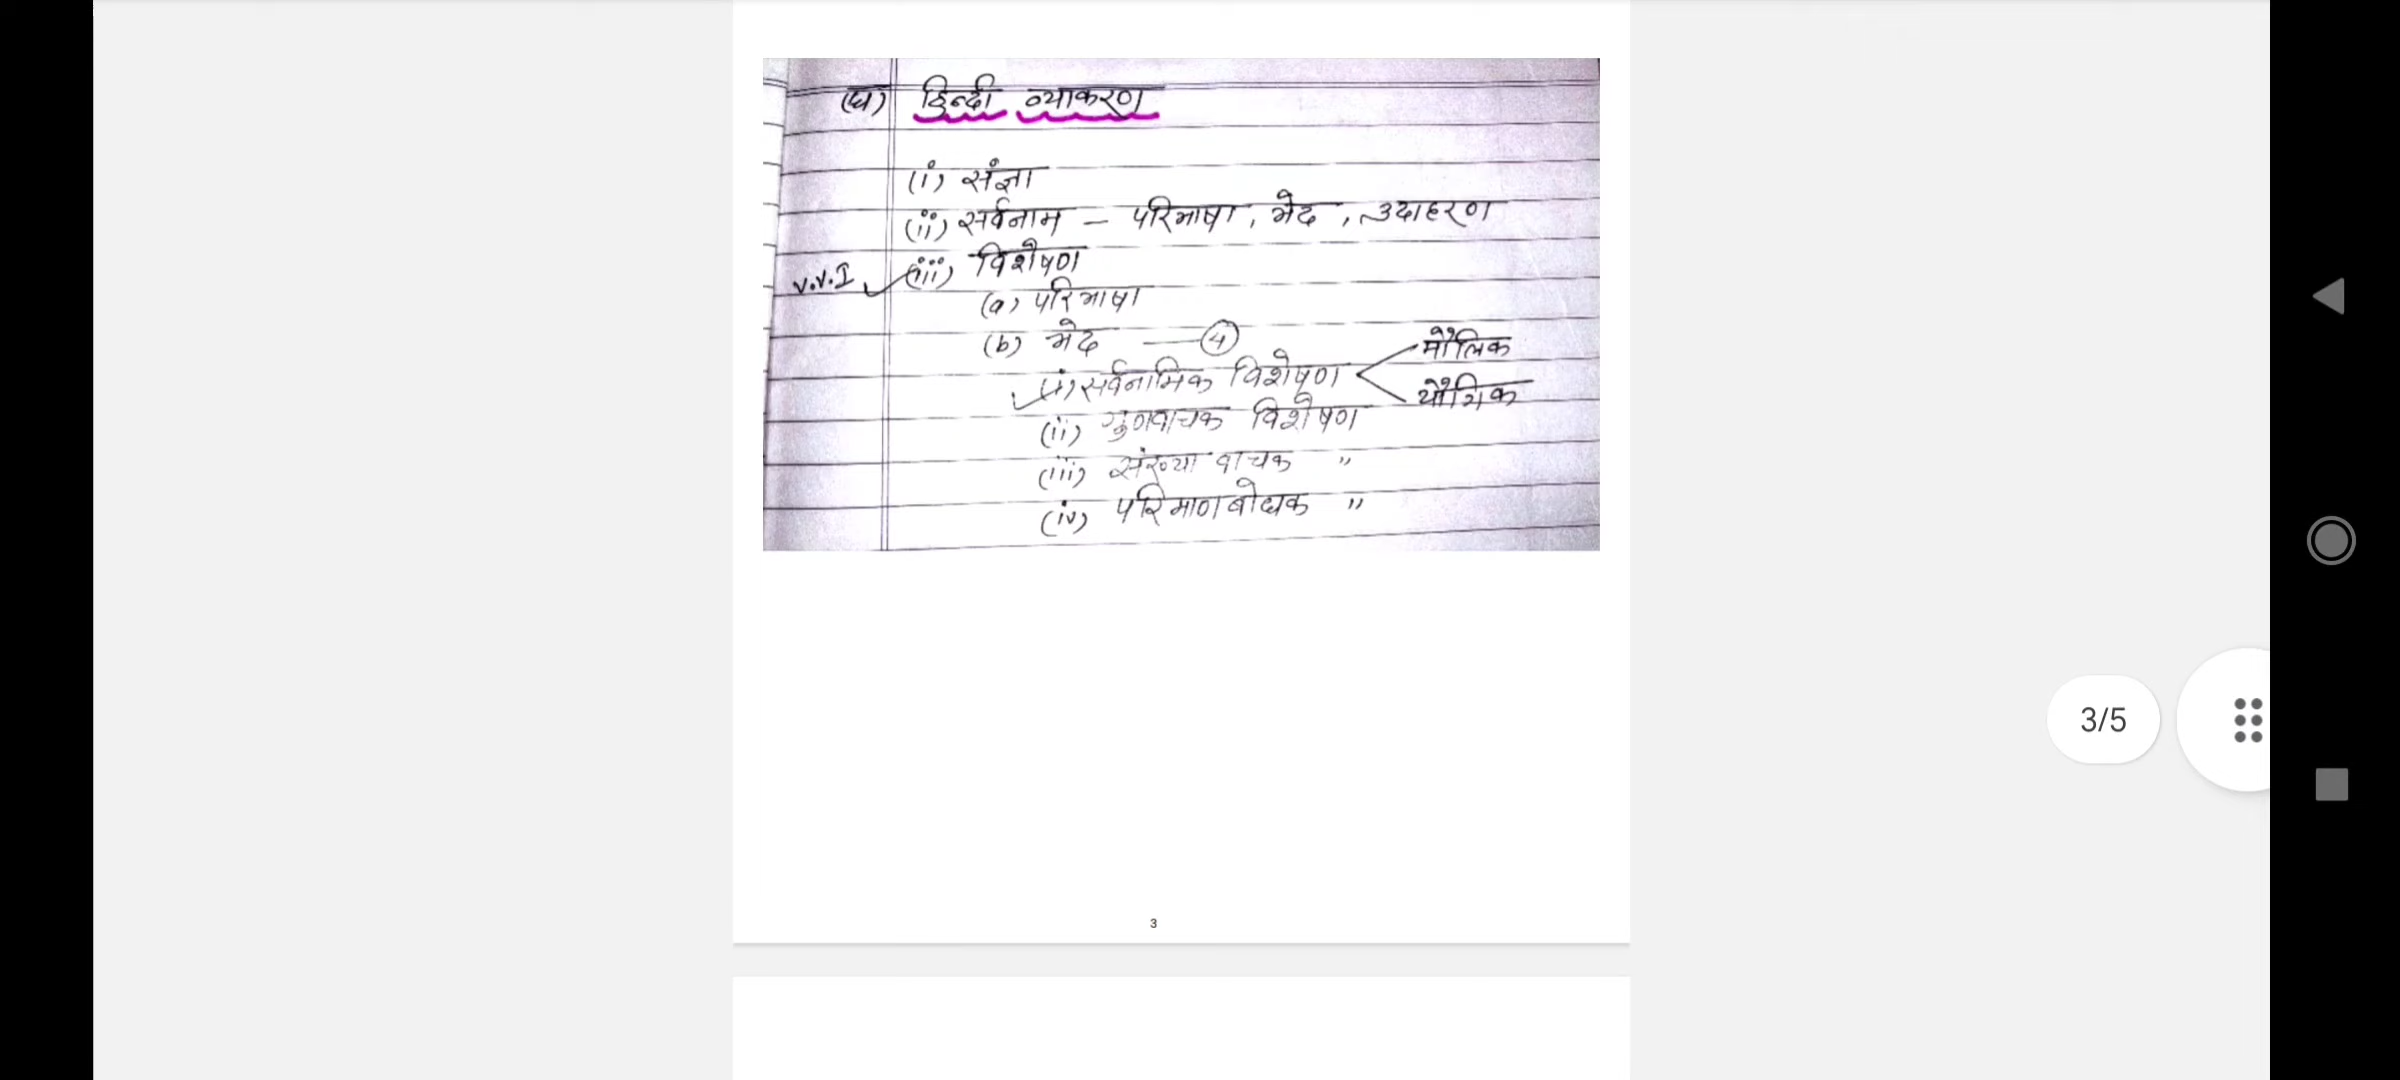 (घ) हिन्दी व्याकरण
(i) संज्ञा
(ii) सर्वनाम – परिभाषा, भेद, उदाहरण
V.V.I (iii) विशेषण
(a) परिभाषा
(b) भेद — 4
(i) सर्वनामिक विशेषण
मौलिक
यौगिक
(ii) गुणवाचक विशेषण
(iii) संख्या वाचक "
(iv) परिमाण बोधक "
3/5
3